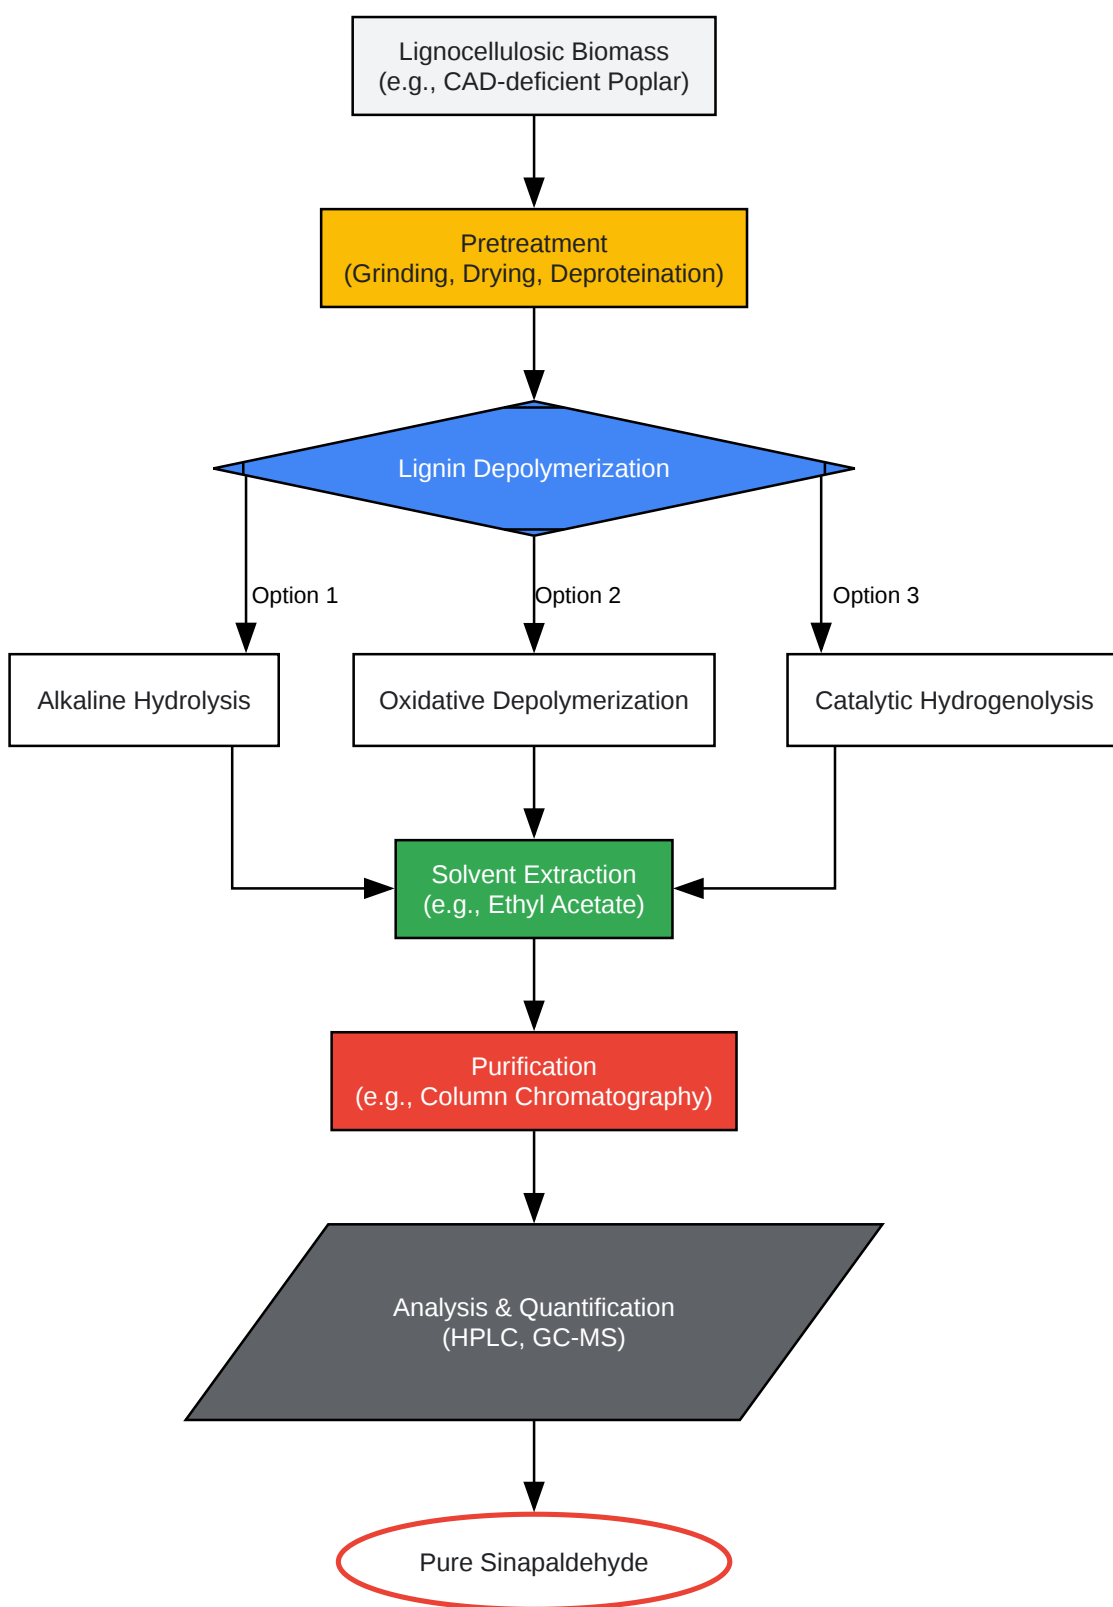 Lignocellulosic Biomass
(e.g., CAD-deficient Poplar)
Pretreatment
(Grinding, Drying, Deproteination)
Lignin Depolymerization
Option 1
Option 2
Option 3
Alkaline Hydrolysis
Oxidative Depolymerization
Catalytic Hydrogenolysis
Solvent Extraction
(e.g., Ethyl Acetate)
Purification
(e.g., Column Chromatography)
Analysis & Quantification
(HPLC, GC-MS)
Pure Sinapaldehyde